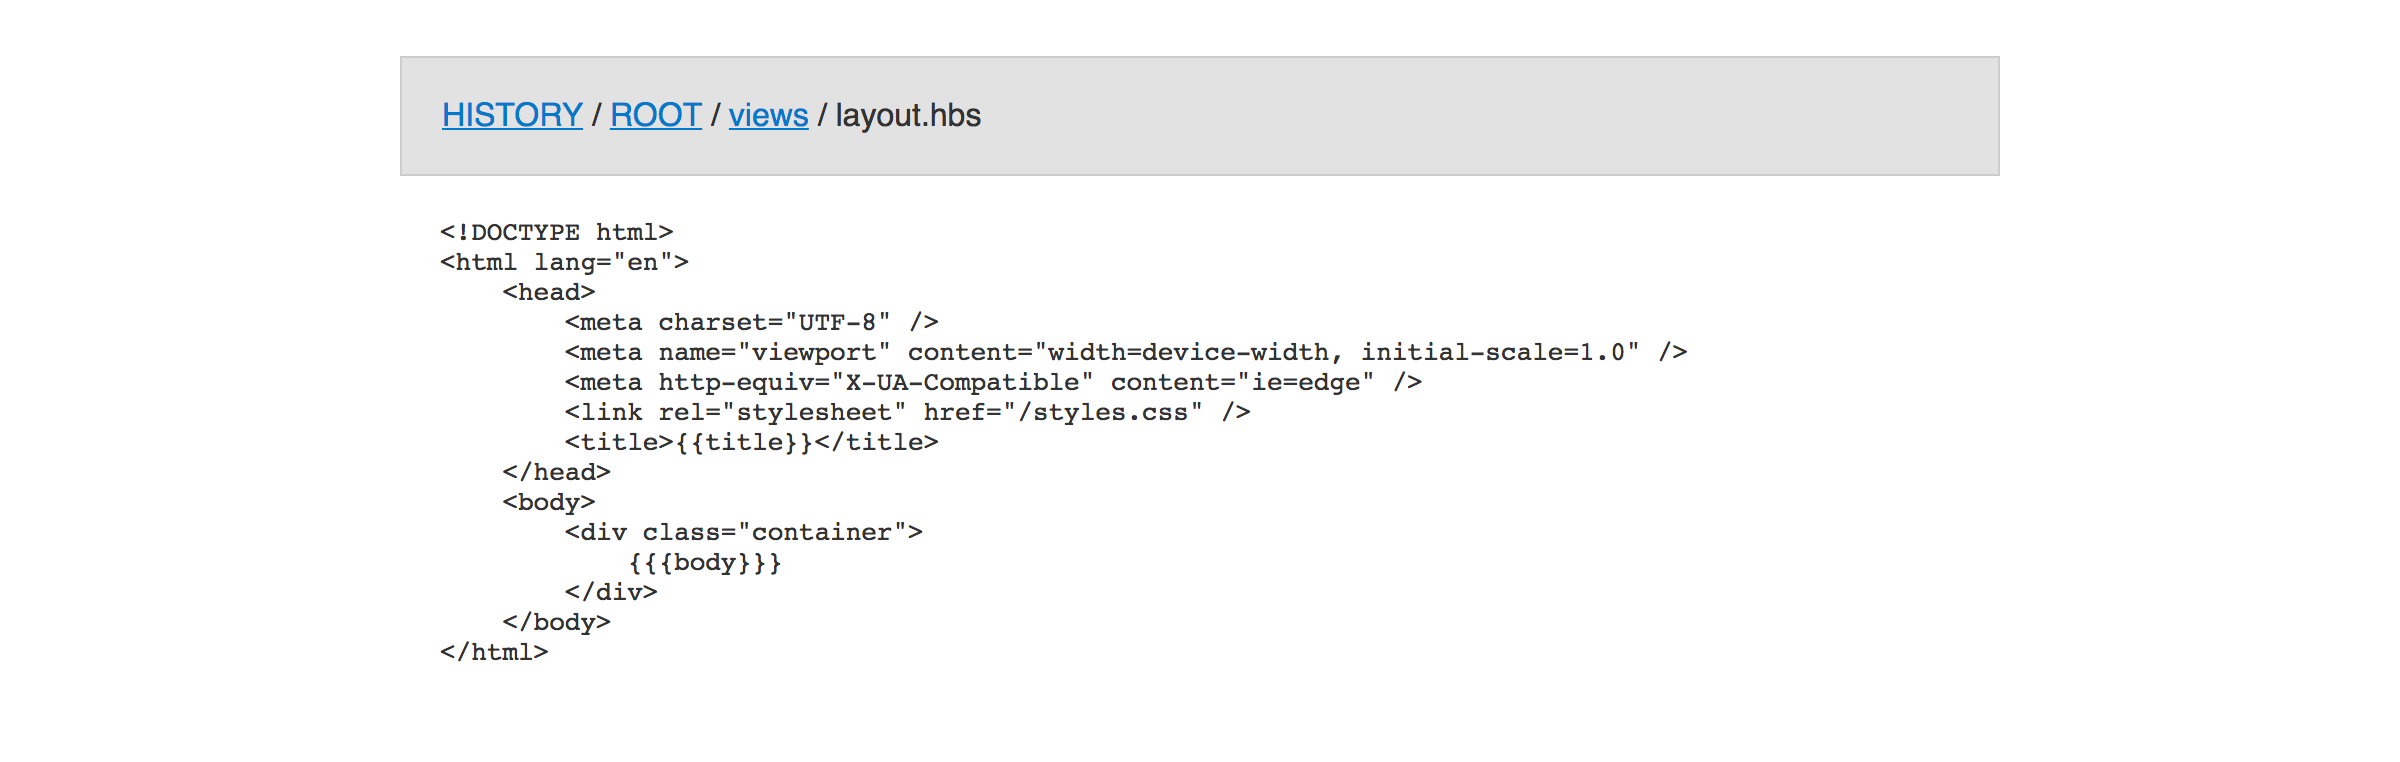 HISTORY / ROOT / views / layout.hbs
<!DOCTYPE html>
<html lang="en">
    <head>
        <meta charset="UTF-8" />
        <meta name="viewport" content="width=device-width, initial-scale=1.0" />
        <meta http-equiv="X-UA-Compatible" content="ie=edge" />
        <link rel="stylesheet" href="/styles.css" />
        <title>{{title}}</title>
    </head>
    <body>
        <div class="container">
            {{{body}}}
        </div>
    </body>
</html>